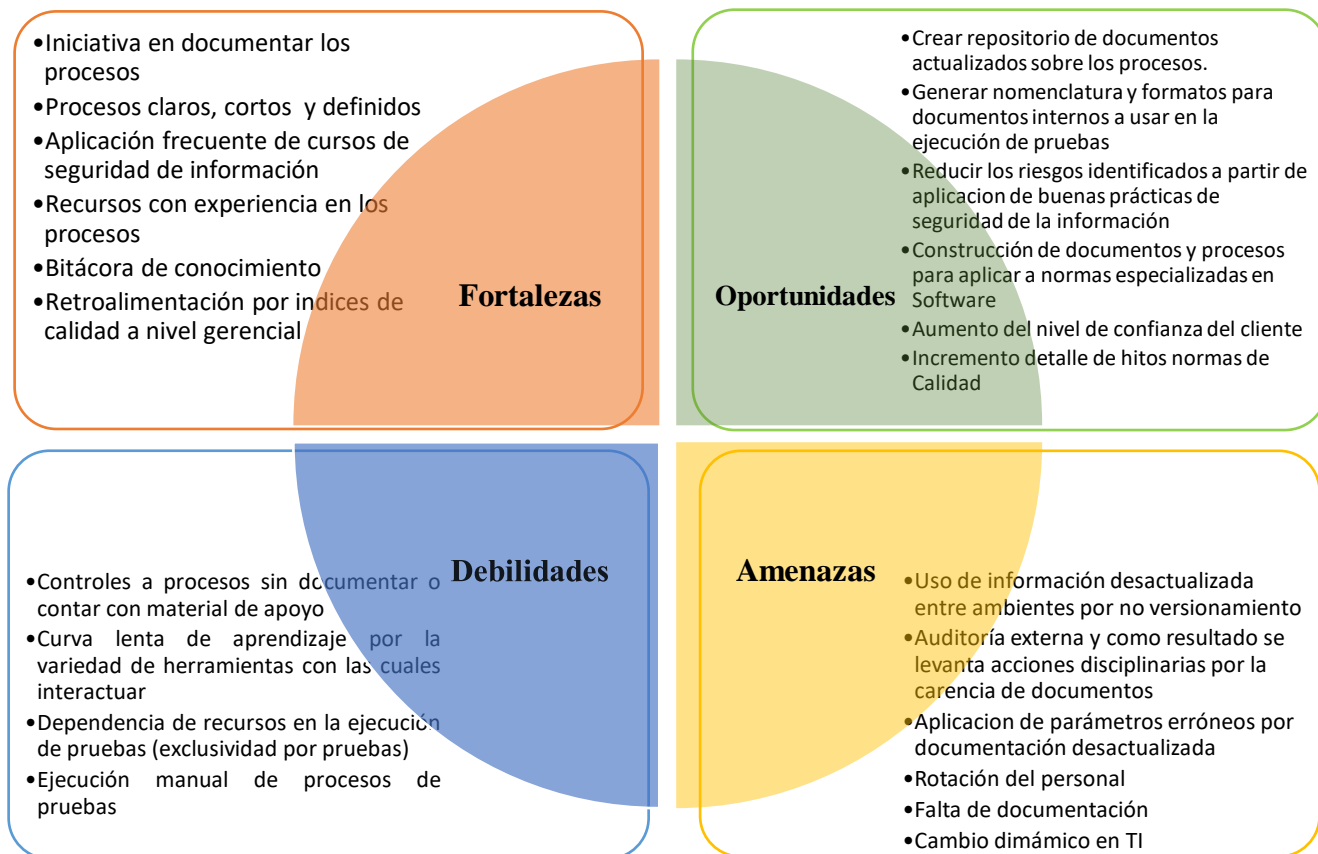 •Iniciativa en documentar los
procesos
•Procesos claros, cortos y definidos
•Aplicación frecuente de cursos de
seguridad de información
•Recursos con experiencia en los
procesos
•Bitácora de conocimiento
•Retroalimentación por indices de
calidad a nivel gerencial
Fortalezas
•Crear repositorio de documentos
actualizados sobre los procesos.
•Generar nomenclatura y formatos para
documentos internos a usar en la
ejecución de pruebas
•Reducir los riesgos identificados a partir de
aplicacion de buenas prácticas de
seguridad de la información
•Construcción de documentos y procesos
para aplicar a normas especializadas en
Software
•Aumento del nivel de confianza del cliente
•Incremento detalle de hitos normas de
Calidad
Oportunidades
Debilidades
•Controles a procesos sin documentar o
contar con material de apoyo
•Curva lenta de aprendizaje por la
variedad de herramientas con las cuales
interactuar
•Dependencia de recursos en la ejecución
de pruebas (exclusividad por pruebas)
•Ejecución manual de procesos de
pruebas
Amenazas
•Uso de información desactualizada
entre ambientes por no versionamiento
•Auditoría externa y como resultado se
levanta acciones disciplinarias por la
carencia de documentos
•Aplicacion de parámetros erróneos por
documentación desactualizada
•Rotación del personal
•Falta de documentación
•Cambio dimámico en TI